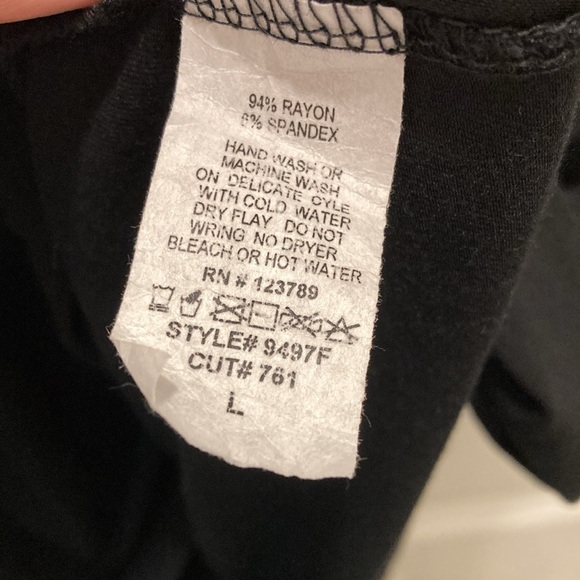 94% RAYON
6% SPANDEX
HAND WASH OR
MACHINE WASH
ON DELICATE CYLE
WITH COLD WATER
DRY FLAY DO NOT
WRING NO DRYER
BLEACH OR HOT WATER
RN # 123789
STYLE# 9497F
CUT# 761
L